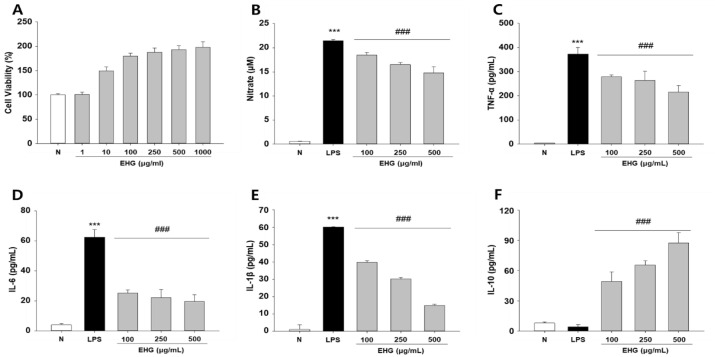 A
Cell Viability (%)
250
200
150
100
50
0
N 1 10 100 250 500 1000
EHG (μg/ml)
B
Nitrate (μM)
25
20
15
10
5
0
***
###
N LPS 100 250 500
EHG (μg/ml)
C
TNF-α (pg/mL)
500
400
300
200
100
0
***
###
N LPS 100 250 500
EHG (μg/mL)
D
IL-6 (pg/mL)
80
60
40
20
0
***
###
N LPS 100 250 500
EHG (μg/mL)
E
IL-1β (pg/mL)
60
50
40
30
20
10
0
***
###
N LPS 100 250 500
EHG (μg/mL)
F
IL-10 (pg/mL)
120
90
60
30
0
###
N LPS 100 250 500
EHG (μg/mL)